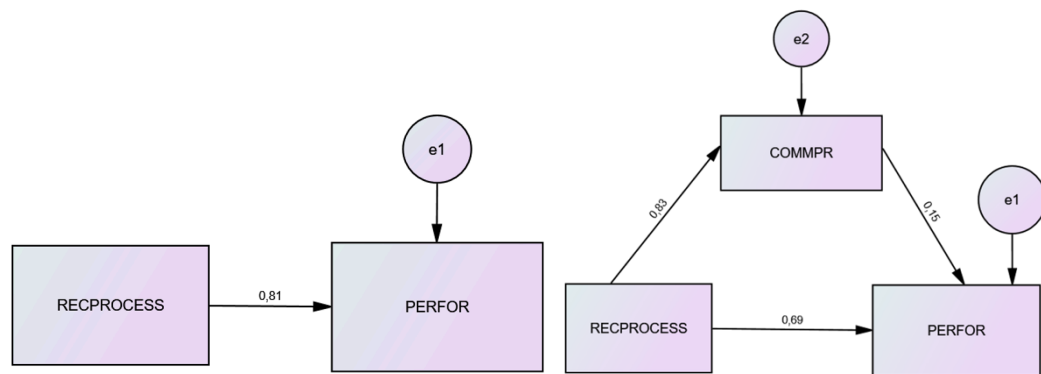 e1
RECPROCESS
0,81
PERFOR
e2
COMMPR
0,83
0,15
e1
RECPROCESS
0,69
PERFOR